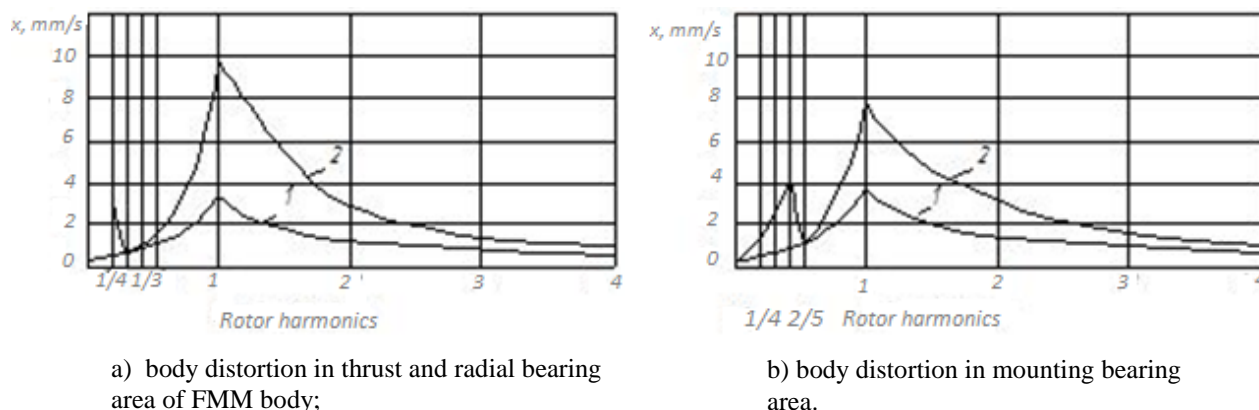 x, mm/s
10
8
6
4
2
0
2
1
1/4 1/3 1 2 3 4
Rotor harmonics
a) body distortion in thrust and radial bearing
area of FMM body;
x, mm/s
10
8
6
4
2
0
2
1
1 2 3 4
1/4 2/5 Rotor harmonics
b) body distortion in mounting bearing
area.